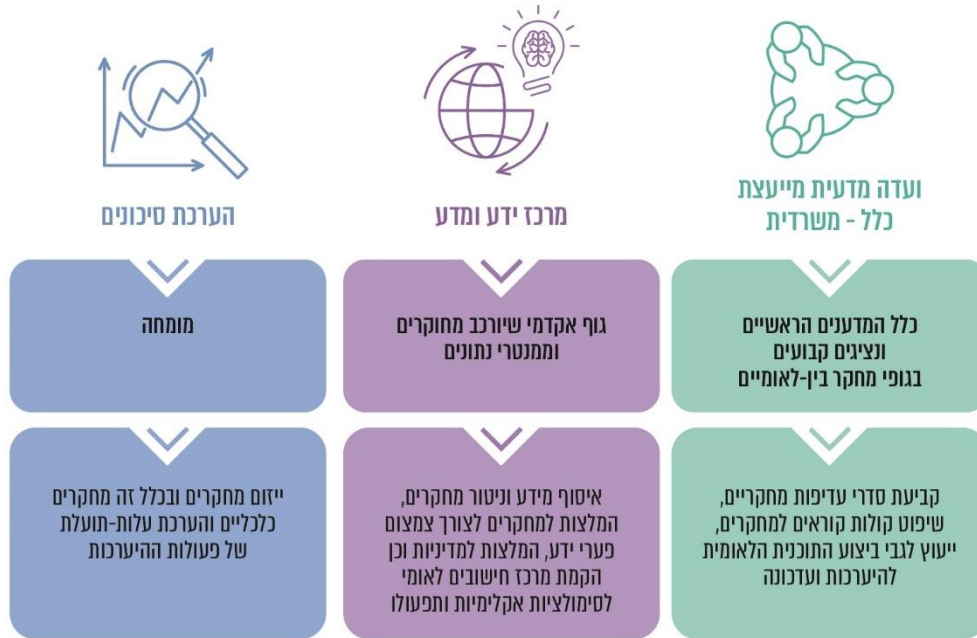 ועדה מדעית מייעצת
כלל - משרדית
כלל המדענים הראשיים
ונציגים קבועים
בגופי מחקר בין-לאומיים
קביעת סדרי עדיפות מחקריים,
שיפוט קולות קוראים למחקרים,
ייעוץ לגבי ביצוע התוכנית הלאומית
להיערכות ועדכונה
מרכז ידע ומדע
גוף אקדמי שיורכב מחוקרים
וממנטרי נתונים
איסוף מידע וניטור מחקרים,
המלצות למחקרים לצורך צמצום
פערי ידע, המלצות למדיניות וכן
הקמת מרכז חישובים לאומי
לסימולציות אקלימיות ותפעולו
הערכת סיכונים
מומחה
ייזום מחקרים ובכלל זה מחקרים
כלכליים והערכת עלות-תועלת
של פעולות ההיערכות